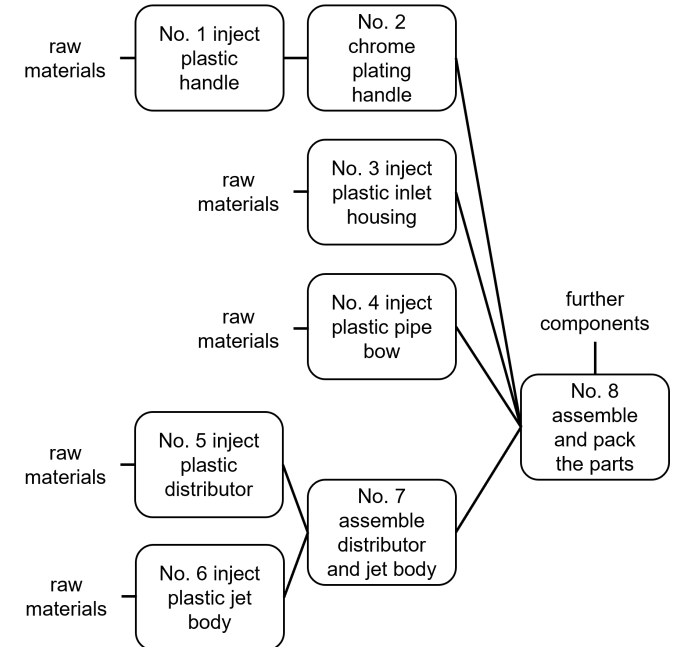 raw
materials
No. 1 inject
plastic
handle
No. 2
chrome
plating
handle
raw
materials
No. 3 inject
plastic inlet
housing
raw
materials
No. 4 inject
plastic pipe
bow
further
components
No. 8
assemble
and pack
the parts
raw
materials
No. 5 inject
plastic
distributor
No. 7
assemble
distributor
and jet body
raw
materials
No. 6 inject
plastic jet
body